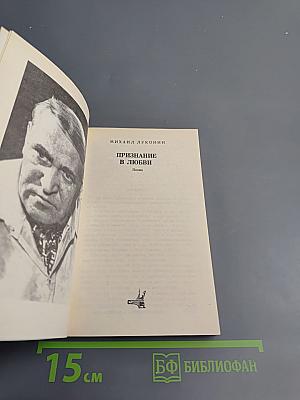 МИХАИЛ ЛУКОНИН
ПРИЗНАНИЕ
В ЛЮБВИ
Поэма
15 см
БФ БИБЛИОФАН